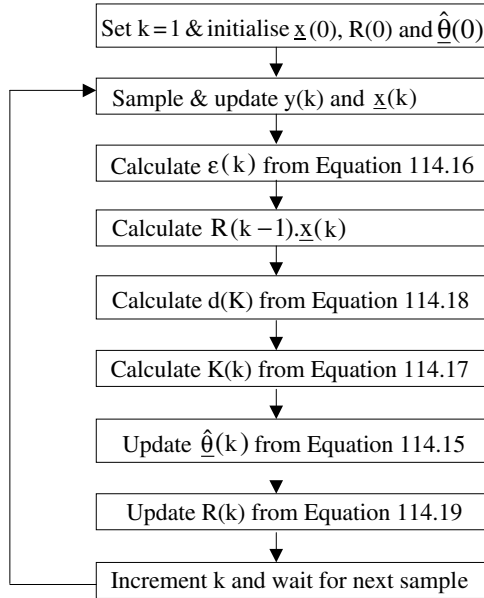 Set k=1 & initialise x(0), R(0) and θ̂(0)
Sample & update y(k) and x(k)
Calculate ε(k) from Equation 114.16
Calculate R(k−1).x(k)
Calculate d(K) from Equation 114.18
Calculate K(k) from Equation 114.17
Update θ̂(k) from Equation 114.15
Update R(k) from Equation 114.19
Increment k and wait for next sample